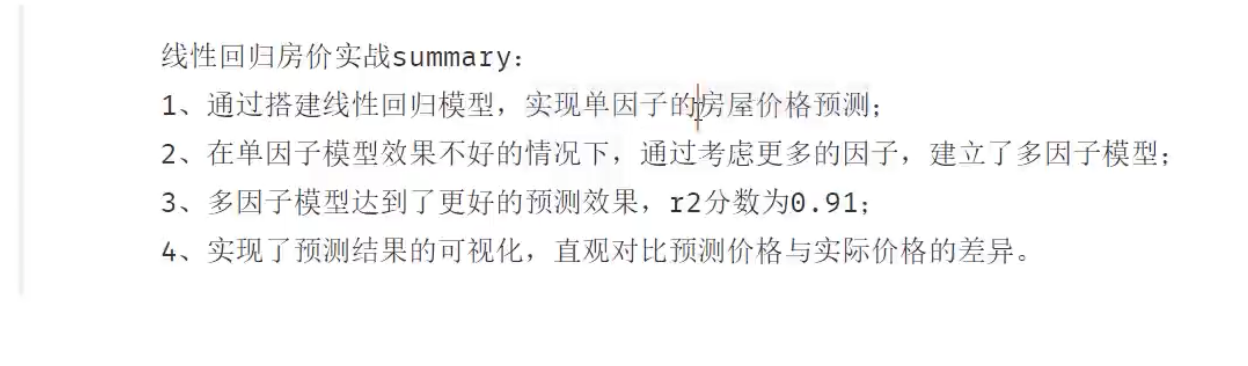 线性回归房价实战summary：
1、通过搭建线性回归模型，实现单因子的房屋价格预测；
2、在单因子模型效果不好的情况下，通过考虑更多的因子，建立了多因子模型；
3、多因子模型达到了更好的预测效果，r2分数为0.91；
4、实现了预测结果的可视化，直观对比预测价格与实际价格的差异。